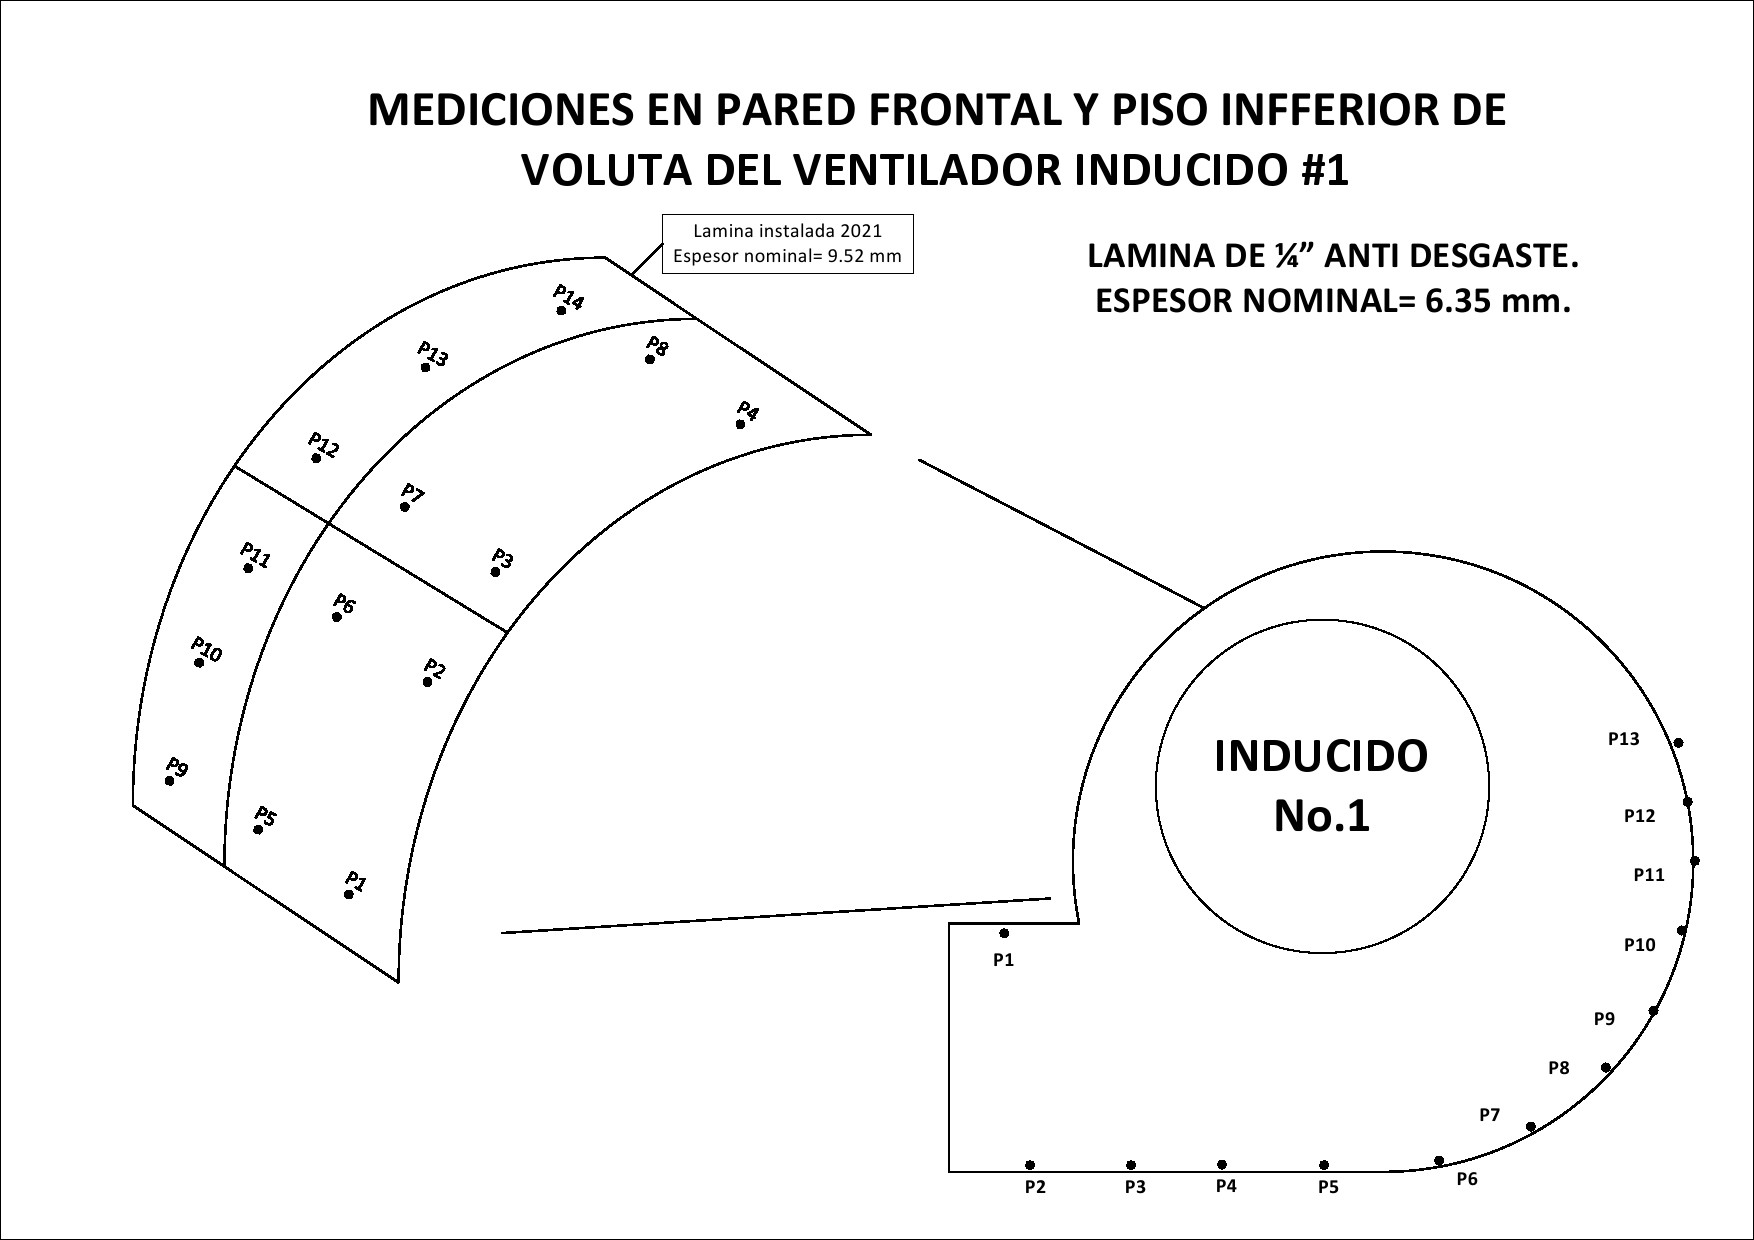 MEDICIONES EN PARED FRONTAL Y PISO INFFERIOR DE
VOLUTA DEL VENTILADOR INDUCIDO #1
Lamina instalada 2021
Espesor nominal= 9.52 mm
LAMINA DE ¼” ANTI DESGASTE.
ESPESOR NOMINAL= 6.35 mm.
P14
P13
P8
P4
P12
P7
P3
P11
P6
P10
P2
P9
P5
P1
INDUCIDO
No.1
P13
P12
P11
P10
P1
P9
P8
P7
P6
P2
P3
P4
P5